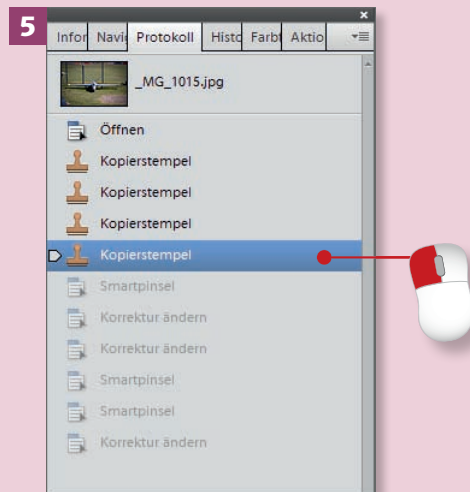 5
Infor Navi Protokoll Histo Farbf Aktio
_MG_1015.jpg
Öffnen
Kopierstempel
Kopierstempel
Kopierstempel
Kopierstempel
Smartpinsel
Korrektur ändern
Korrektur ändern
Smartpinsel
Smartpinsel
Korrektur ändern